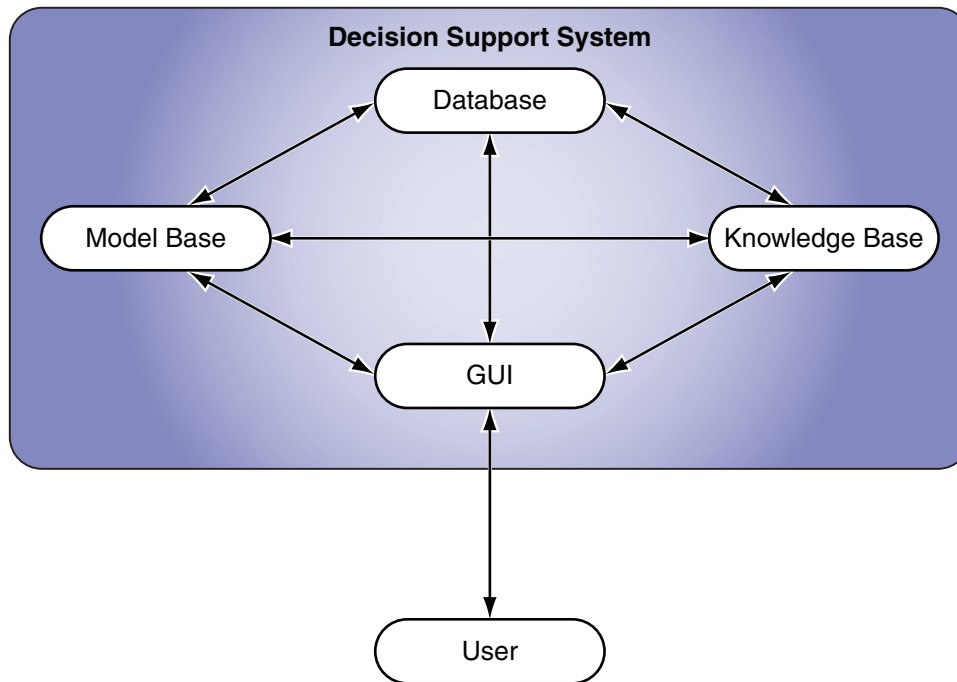 Decision Support System
Database
Model Base
Knowledge Base
GUI
User